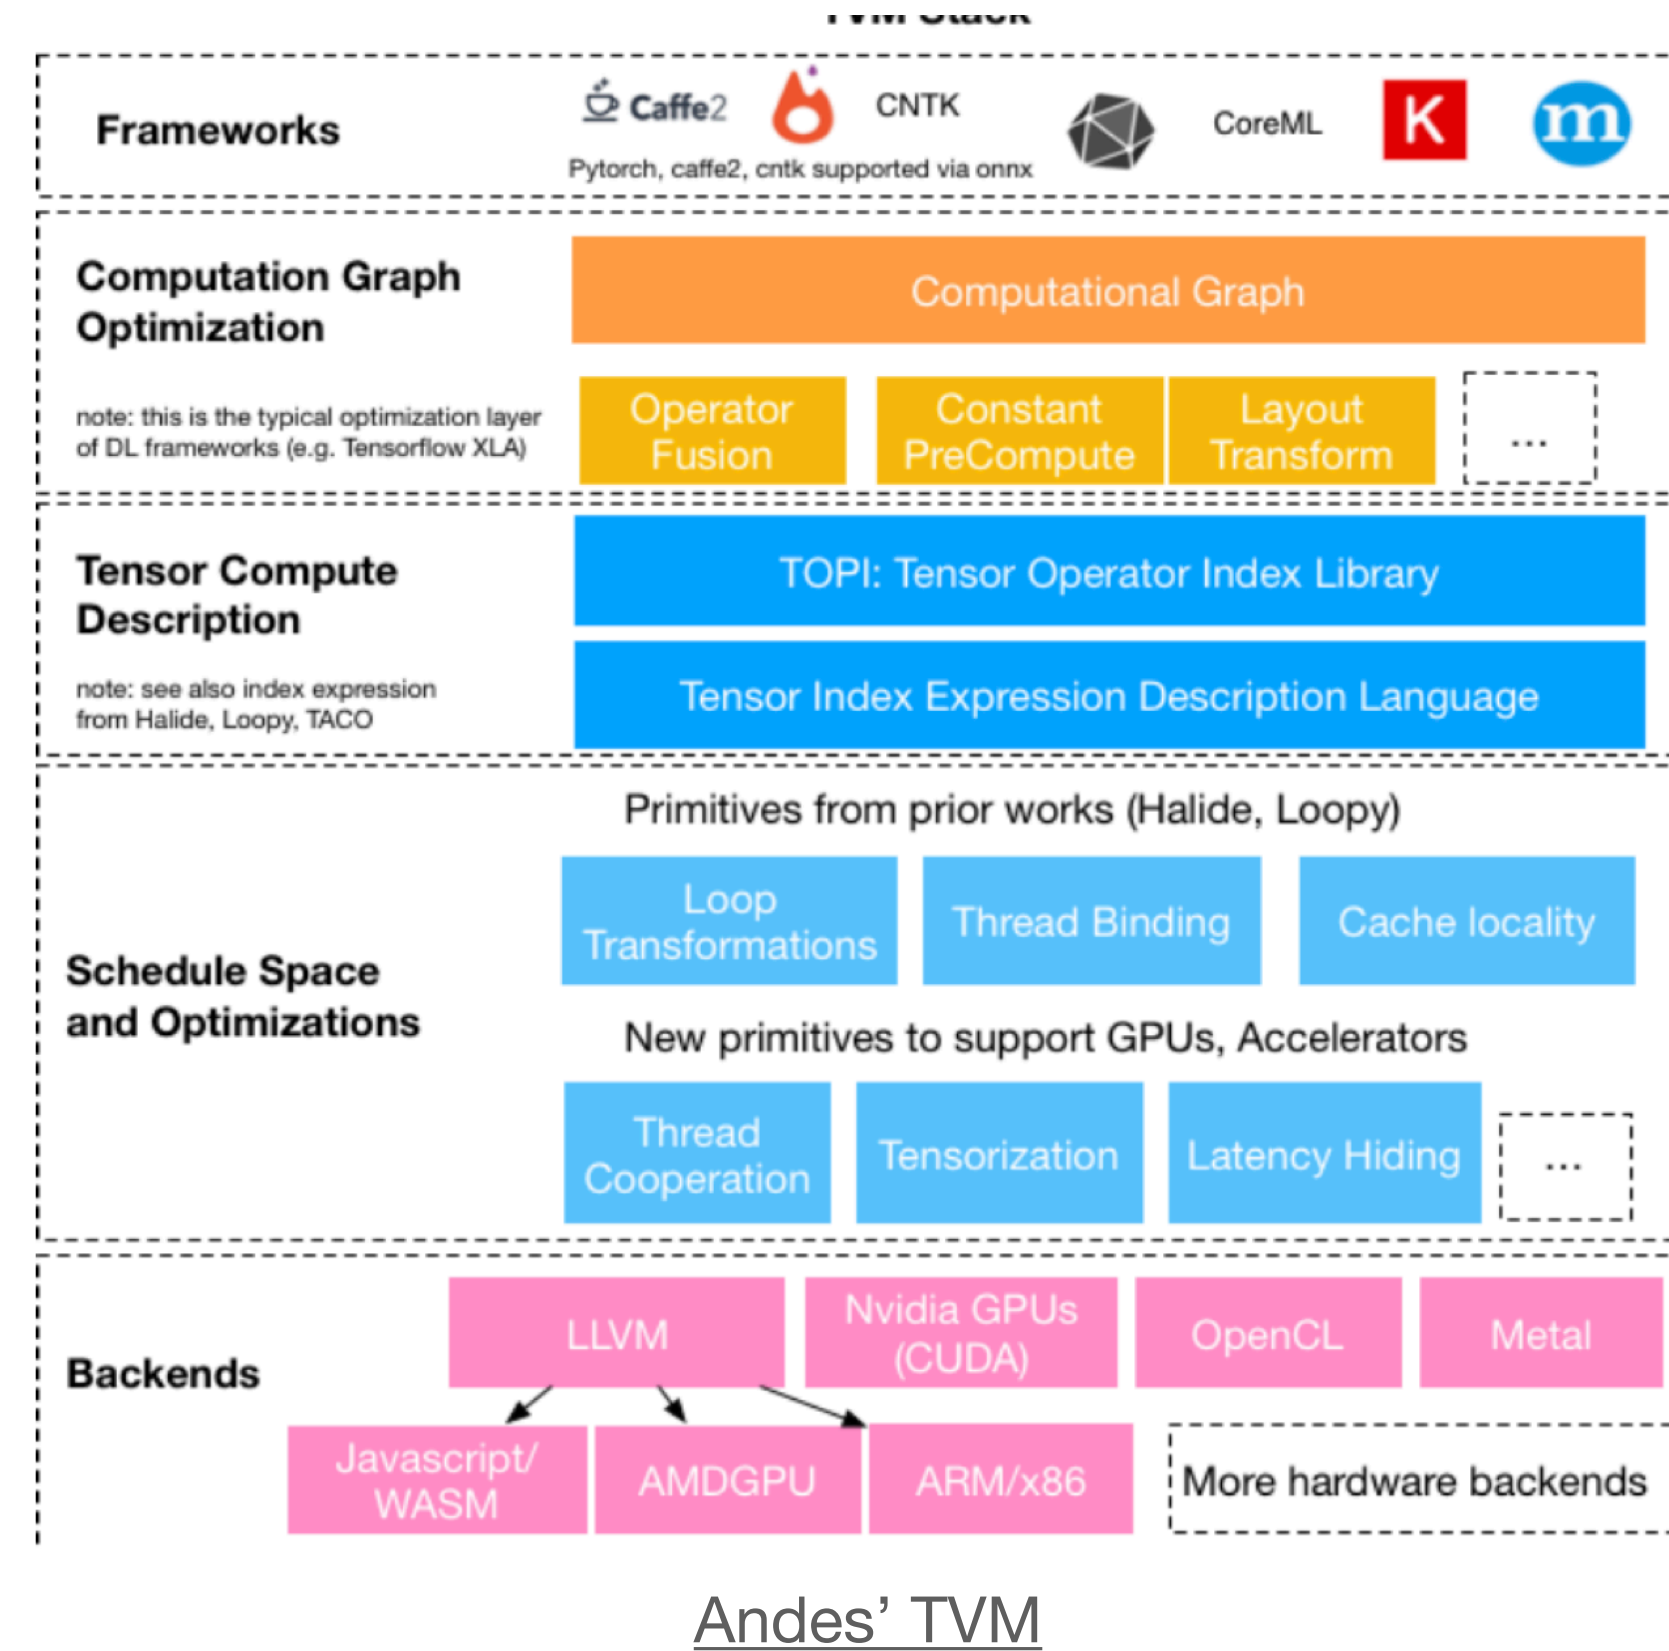 TVM Stack
Frameworks
Caffe2
CNTK
CoreML
K
m
Pytorch, caffe2, cntk supported via onnx
Computation Graph
Optimization
note: this is the typical optimization layer
of DL frameworks (e.g. Tensorflow XLA)
Computational Graph
Operator
Fusion
Constant
PreCompute
Layout
Transform
...
Tensor Compute
Description
note: see also index expression
from Halide, Loopy, TACO
TOPI: Tensor Operator Index Library
Tensor Index Expression Description Language
Schedule Space
and Optimizations
Primitives from prior works (Halide, Loopy)
Loop
Transformations
Thread Binding
Cache locality
New primitives to support GPUs, Accelerators
Thread
Cooperation
Tensorization
Latency Hiding
...
Backends
LLVM
Nvidia GPUs
(CUDA)
OpenCL
Metal
Javascript/
WASM
AMDGPU
ARM/x86
More hardware backends
Andes’ TVM